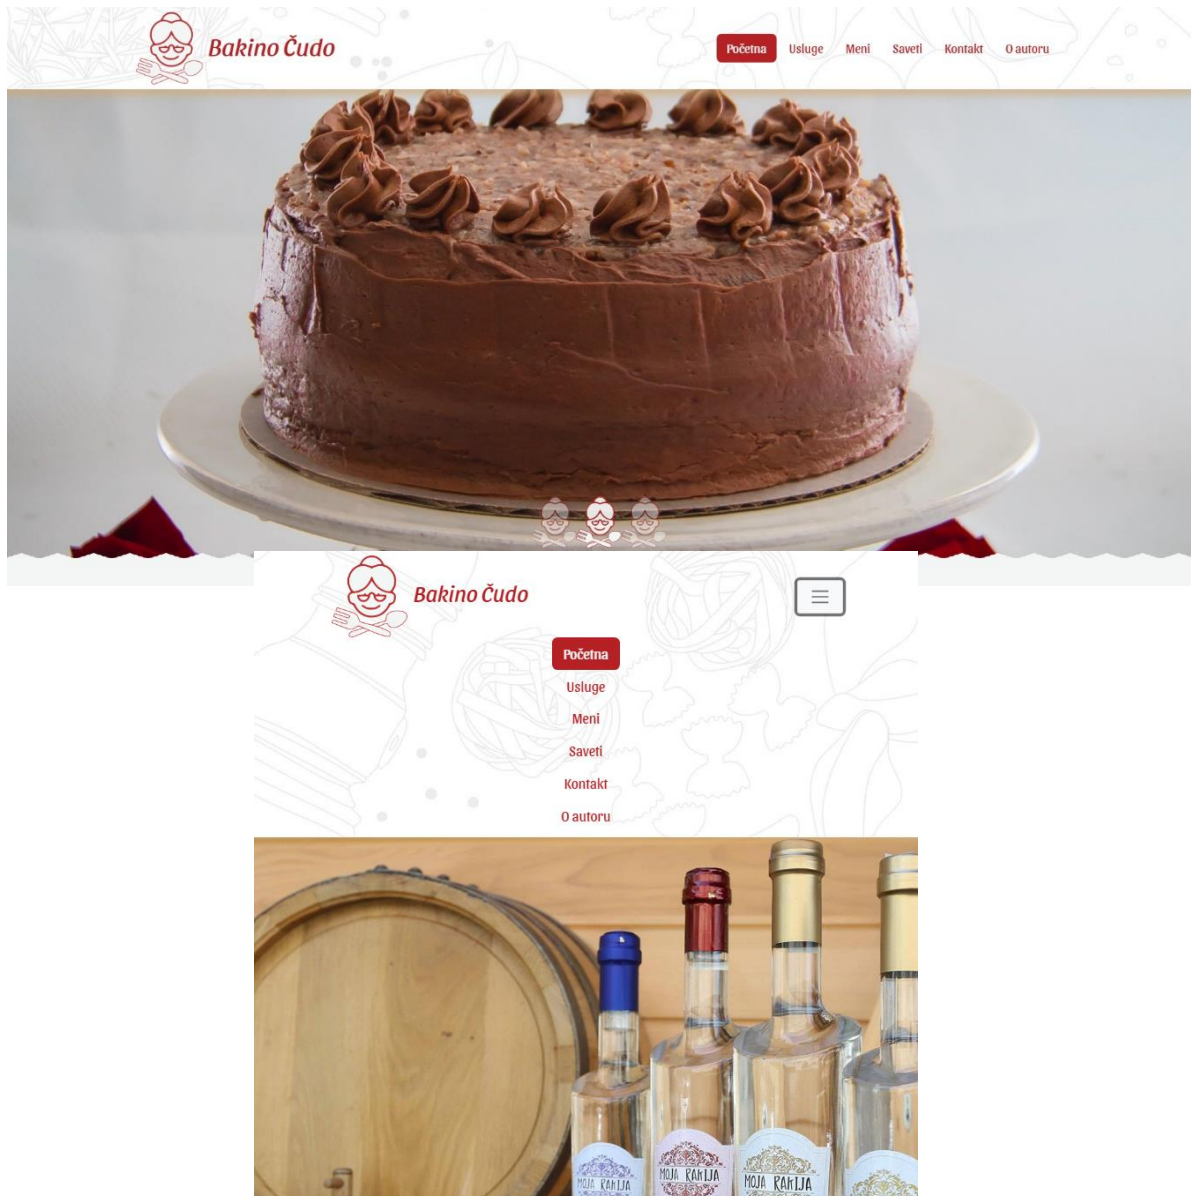 Bakino Čudo
Početna Usluge Meni Saveti Kontakt O autoru
Bakino Čudo
Početna
Usluge
Meni
Saveti
Kontakt
O autoru
MOJA RAKIJA
MOJA RAKIJA
MOJA RAKIJA